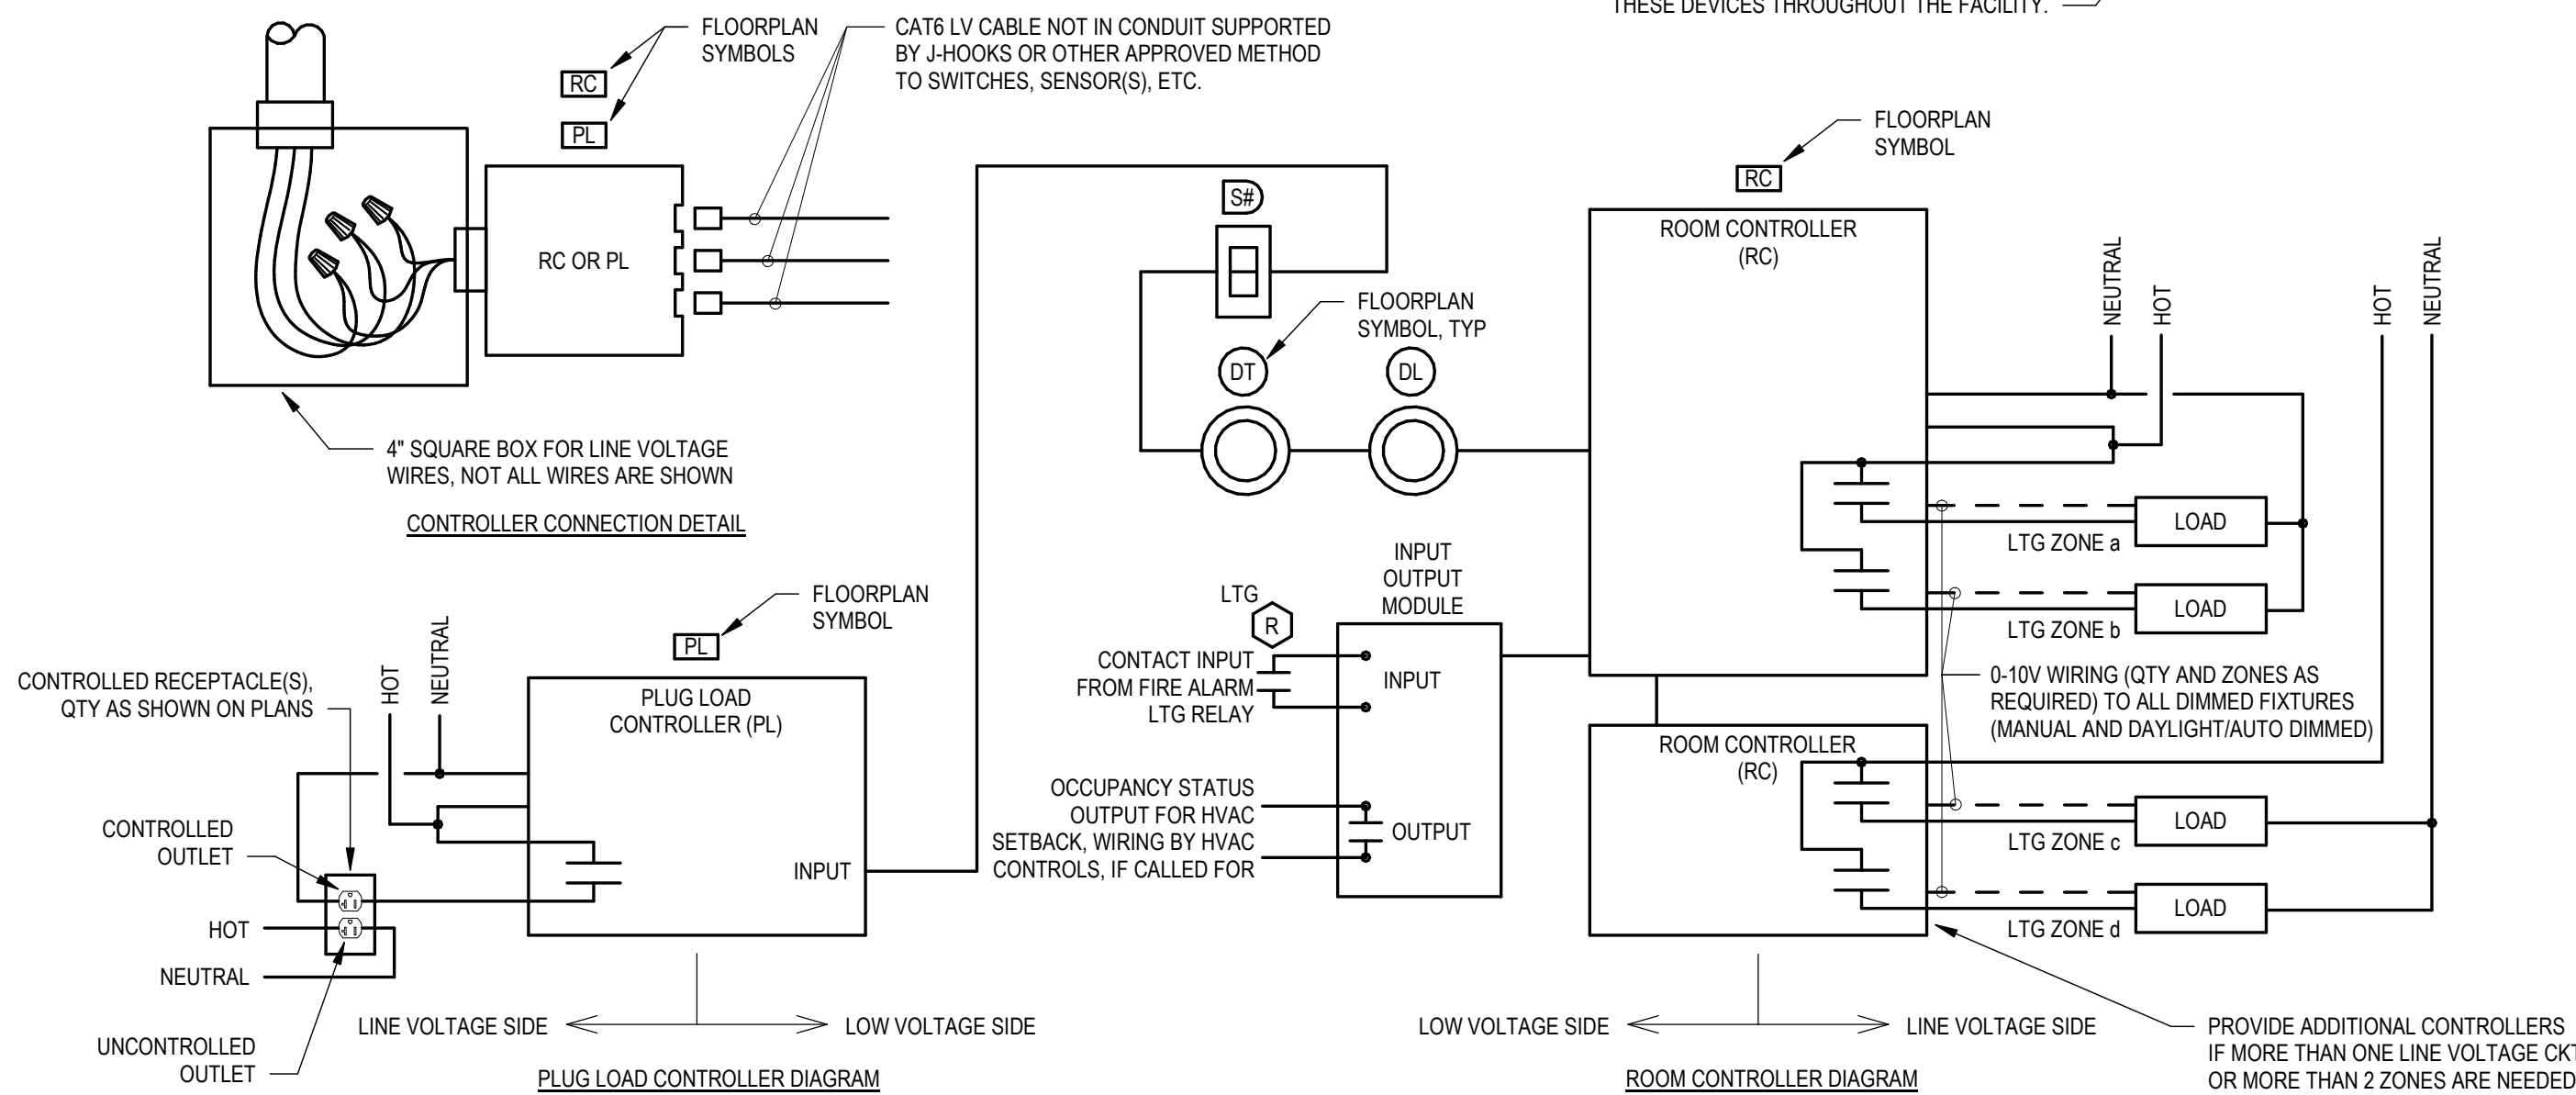 THESE DEVICES THROUGHOUT THE FACILITY.
FLOORPLAN
SYMBOLS
CAT6 LV CABLE NOT IN CONDUIT SUPPORTED
BY J-HOOKS OR OTHER APPROVED METHOD
TO SWITCHES, SENSOR(S), ETC.
RC
PL
RC OR PL
4" SQUARE BOX FOR LINE VOLTAGE
WIRES, NOT ALL WIRES ARE SHOWN
CONTROLLER CONNECTION DETAIL
S#
FLOORPLAN
SYMBOL, TYP
DT
DL
FLOORPLAN
SYMBOL
RC
ROOM CONTROLLER
(RC)
NEUTRAL
HOT
HOT
NEUTRAL
LOAD
LTG ZONE a
LOAD
LTG ZONE b
0-10V WIRING (QTY AND ZONES AS
REQUIRED) TO ALL DIMMED FIXTURES
(MANUAL AND DAYLIGHT/AUTO DIMMED)
ROOM CONTROLLER
(RC)
LOAD
LTG ZONE c
LOAD
LTG ZONE d
INPUT
OUTPUT
MODULE
LTG
R
CONTACT INPUT
FROM FIRE ALARM
LTG RELAY
INPUT
OCCUPANCY STATUS
OUTPUT FOR HVAC
SETBACK, WIRING BY HVAC
CONTROLS, IF CALLED FOR
OUTPUT
FLOORPLAN
SYMBOL
PL
CONTROLLED RECEPTACLE(S),
QTY AS SHOWN ON PLANS
HOT
NEUTRAL
PLUG LOAD
CONTROLLER (PL)
CONTROLLED
OUTLET
INPUT
HOT
NEUTRAL
UNCONTROLLED
OUTLET
LINE VOLTAGE SIDE
LOW VOLTAGE SIDE
PLUG LOAD CONTROLLER DIAGRAM
LOW VOLTAGE SIDE
LINE VOLTAGE SIDE
ROOM CONTROLLER DIAGRAM
PROVIDE ADDITIONAL CONTROLLERS
IF MORE THAN ONE LINE VOLTAGE CKT
OR MORE THAN 2 ZONES ARE NEEDED